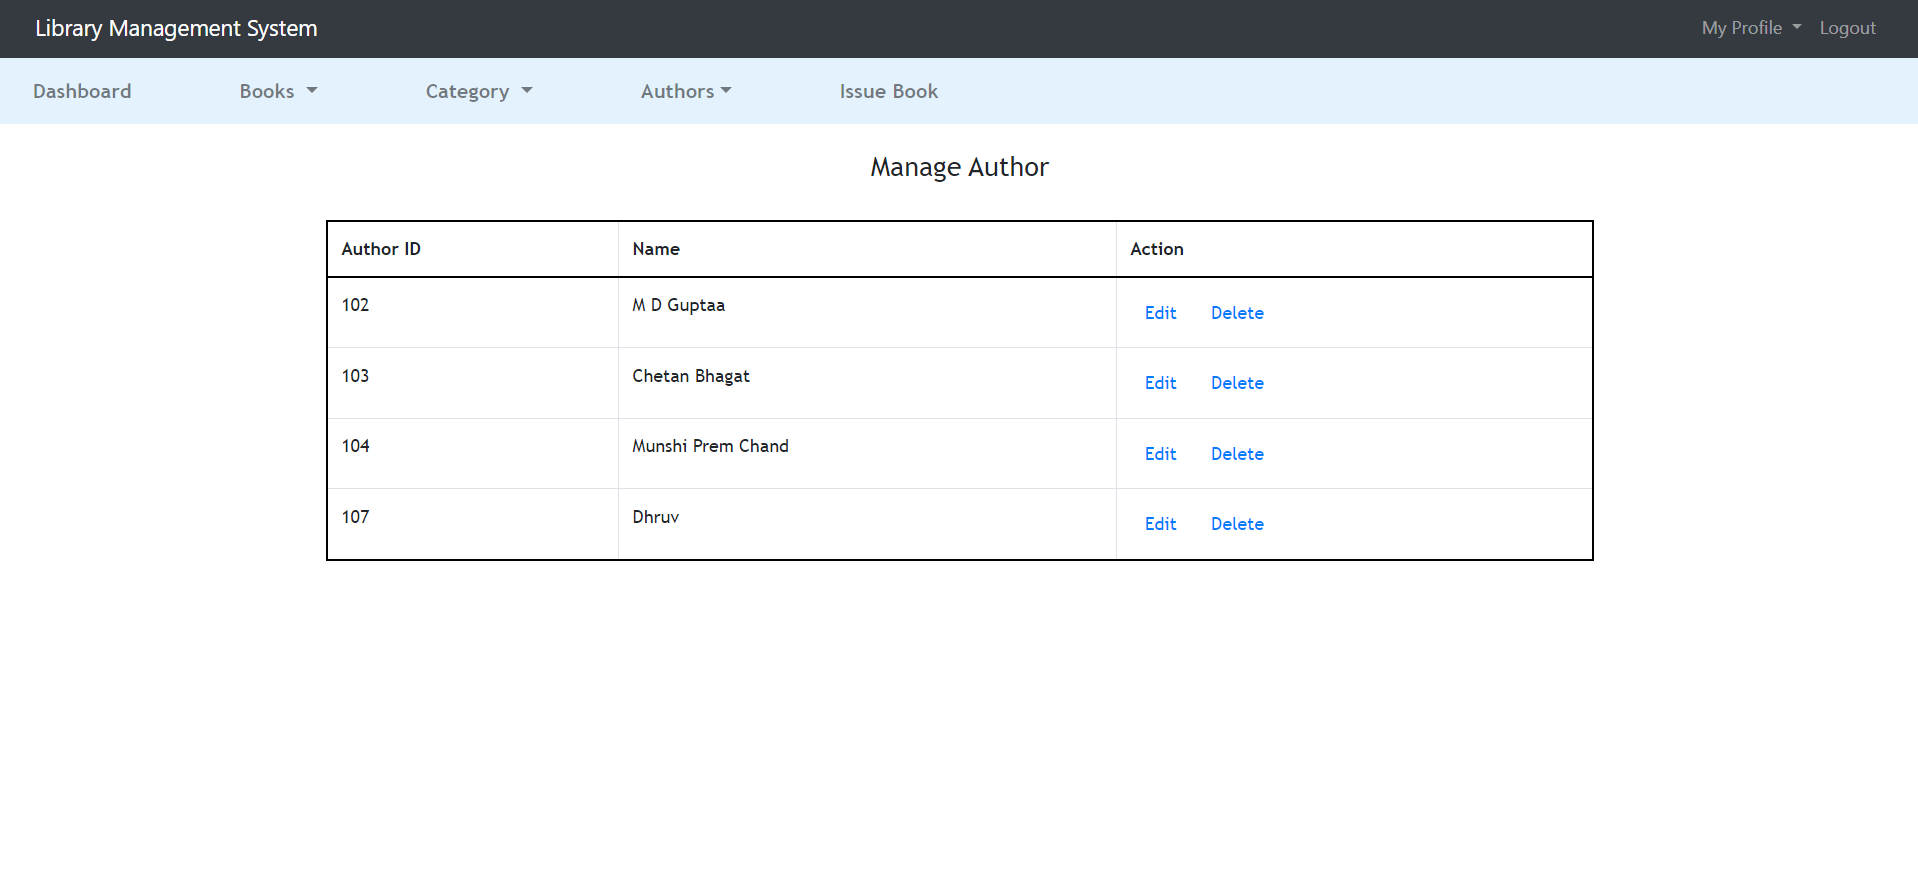 Library Management System My Profile Logout
Dashboard Books Category Authors Issue Book
Manage Author
Author ID Name Action
102 M D Guptaa Edit Delete
103 Chetan Bhagat Edit Delete
104 Munshi Prem Chand Edit Delete
107 Dhruv Edit Delete